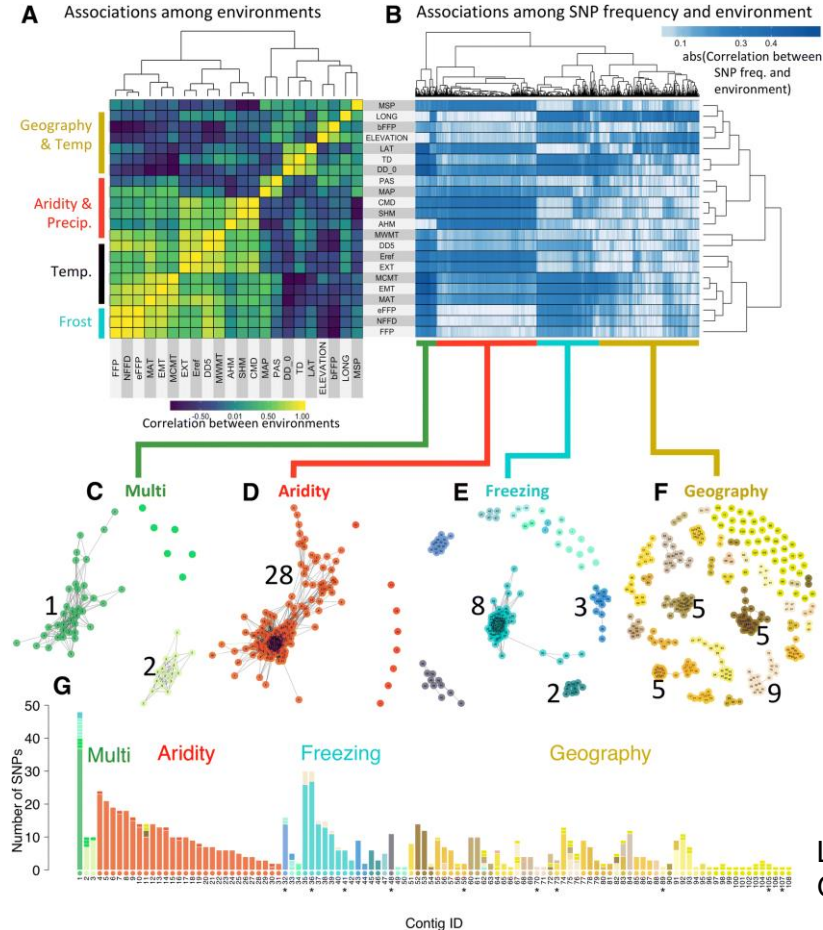 A Associations among environments
B Associations among SNP frequency and environment
0.1 0.3 0.4
abs(Correlation between
SNP freq. and
environment)
Geography
& Temp
Aridity &
Precip.
Temp.
Frost
MSP
LONG
bFFP
ELEVATION
LAT
TD
DD_0
PAS
MAP
CMD
SHM
AHM
MWMT
DD5
Eref
EXT
MCMT
EMT
MAT
eFFP
NFFD
FFP
FFP NFFD eFFP MAT EMT MCMT EXT Eref DD5 MWMT AHM SHM CMD MAP PAS DD_0 TD LAT ELEVATION bFFP LONG MSP
-0.50 0.01 0.50 1.00
Correlation between environments
C Multi
D Aridity
E Freezing
F Geography
1
2
28
8
3
2
5
5
5
9
G
Number of SNPs
50
40
30
20
10
0
Multi Aridity Freezing Geography
Contig ID
L